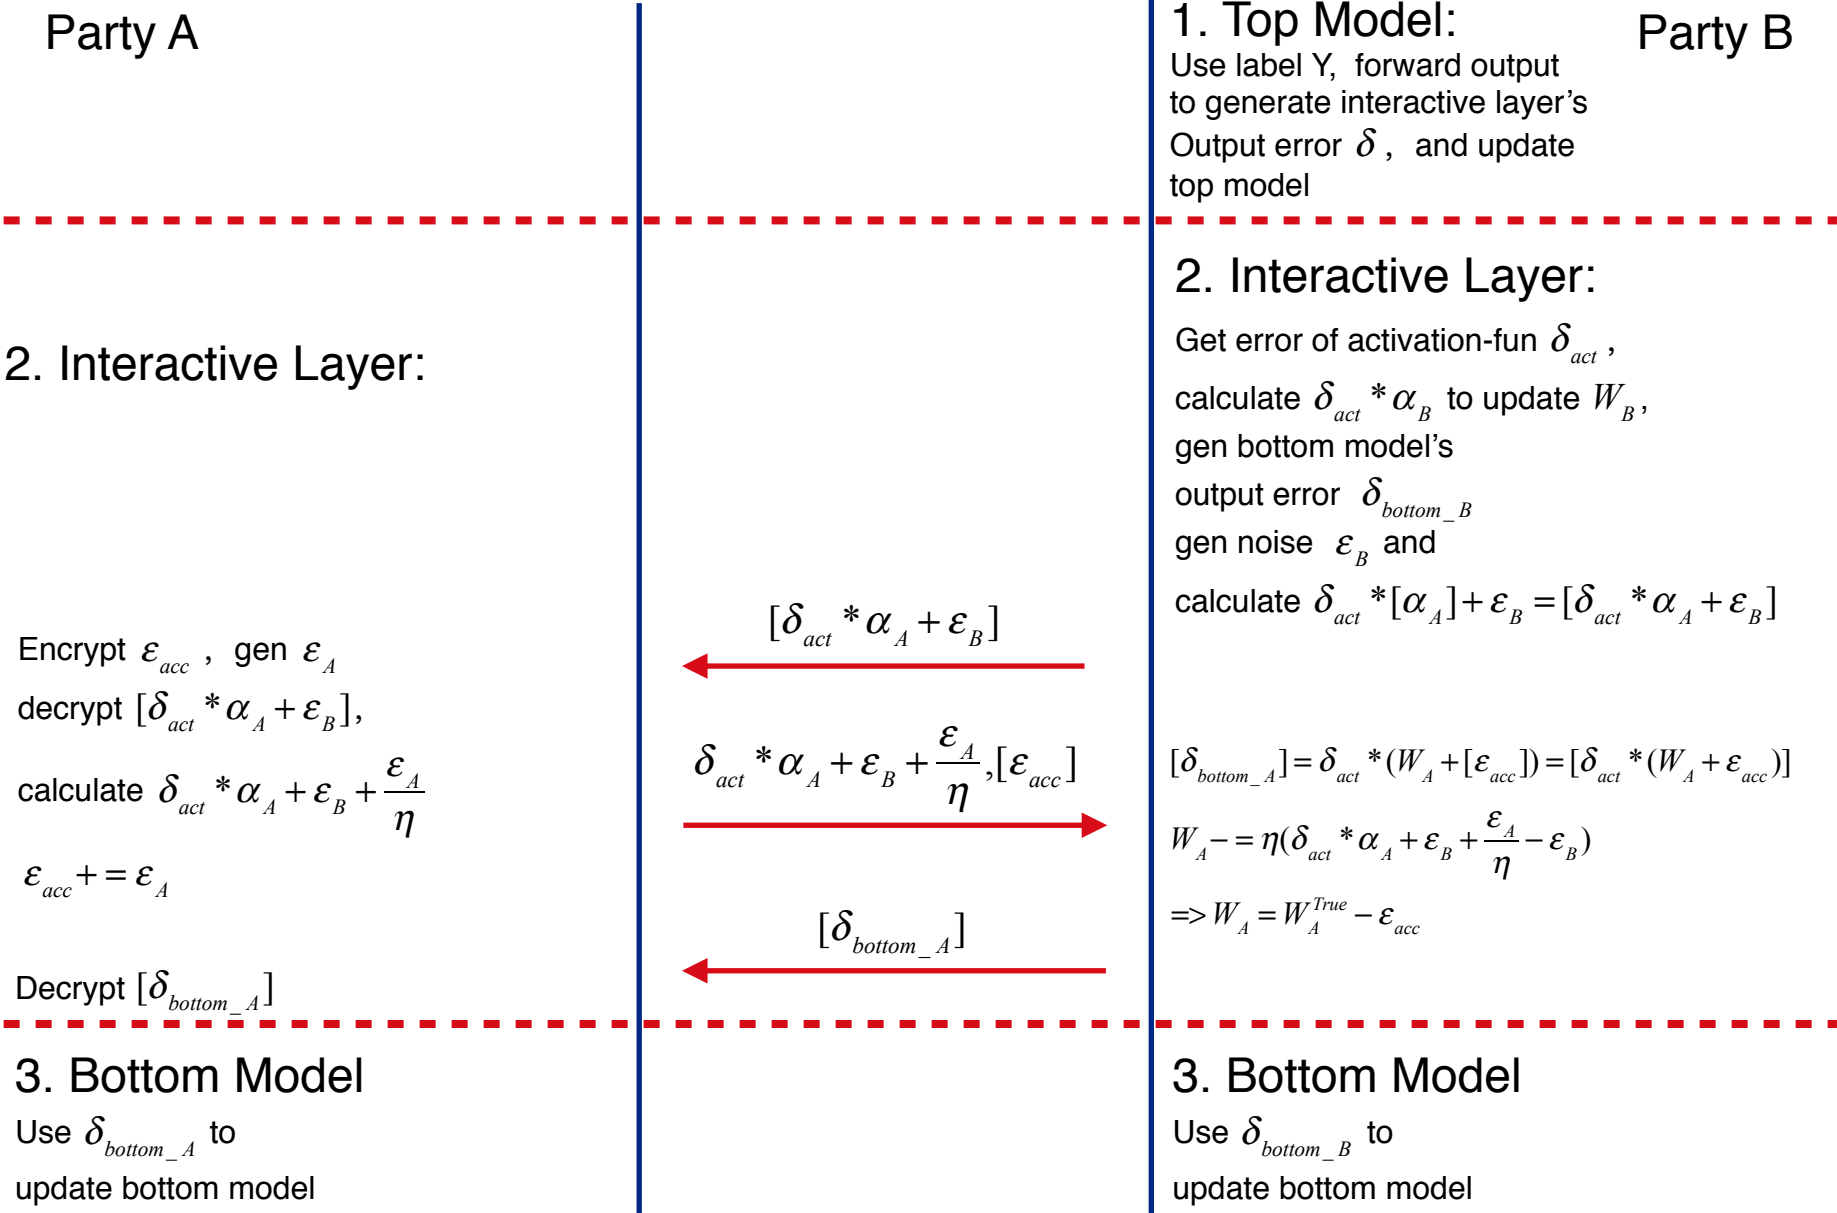 Party A
1. Top Model:
Party B
Use label Y, forward output
to generate interactive layer's
Output error δ , and update
top model
2. Interactive Layer:
Get error of activation-fun δ_act ,
calculate δ_act * α_B to update W_B ,
gen bottom model's
output error δ_bottom_B
gen noise ε_B and
calculate δ_act *[α_A]+ε_B =[δ_act *α_A +ε_B]
2. Interactive Layer:
Encrypt ε_acc , gen ε_A
decrypt [δ_act *α_A +ε_B],
calculate δ_act *α_A +ε_B + ε_A/η
ε_acc += ε_A
Decrypt [δ_bottom_A]
[δ_act *α_A +ε_B]
δ_act *α_A +ε_B + ε_A/η ,[ε_acc]
[δ_bottom_A]
[δ_bottom_A]=δ_act *(W_A +[ε_acc])=[δ_act *(W_A +ε_acc)]
W_A −= η(δ_act *α_A +ε_B + ε_A/η − ε_B)
=> W_A = W_A^True − ε_acc
3. Bottom Model
Use δ_bottom_A to
update bottom model
3. Bottom Model
Use δ_bottom_B to
update bottom model